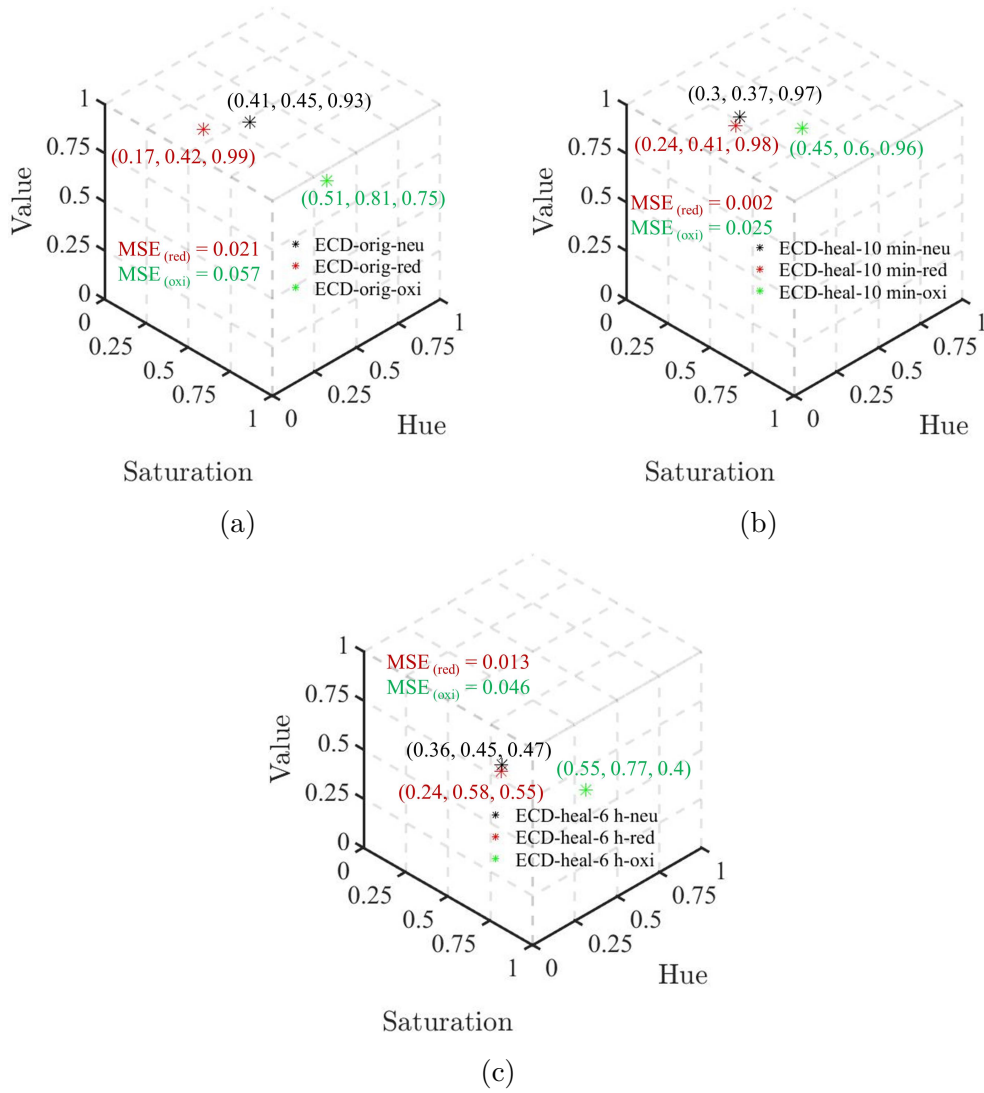 (0.41, 0.45, 0.93)
1
(0.17, 0.42, 0.99)
0.75
(0.51, 0.81, 0.75)
0.5
Value
MSE (red) = 0.021
ECD-orig-neu
0.25
ECD-orig-red
MSE (oxi) = 0.057
ECD-orig-oxi
0
0
1
0.25
0.75
0.5
0.5
0.75
0.25
1
0
Hue
Saturation
(a)
(0.3, 0.37, 0.97)
1
(0.24, 0.41, 0.98)
(0.45, 0.6, 0.96)
0.75
0.5
MSE (red) = 0.002
Value
MSE (oxi) = 0.025
0.25
ECD-heal-10 min-neu
ECD-heal-10 min-red
ECD-heal-10 min-oxi
0
0
1
0.25
0.75
0.5
0.5
0.75
0.25
1
0
Hue
Saturation
(b)
1
MSE (red) = 0.013
MSE (oxi) = 0.046
0.75
0.5
(0.36, 0.45, 0.47)
(0.55, 0.77, 0.4)
Value
0.25
(0.24, 0.58, 0.55)
ECD-heal-6 h-neu
ECD-heal-6 h-red
ECD-heal-6 h-oxi
0
0
1
0.25
0.75
0.5
0.5
0.75
0.25
1
0
Hue
Saturation
(c)